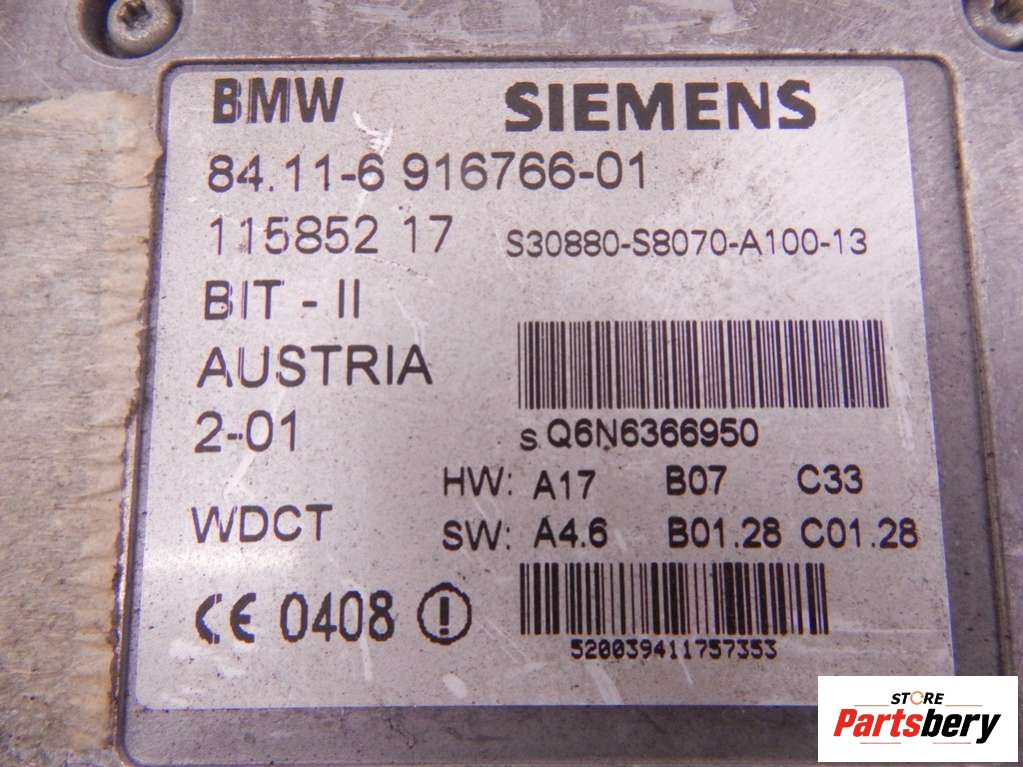 BMW SIEMENS
84.11-6 916766-01
115852 17 S30880-S8070-A100-13
BIT - II
AUSTRIA
2-01
S Q6N6366950
HW: A17 B07 C33
WDCT
SW: A4.6 B01.28 C01.28
CE 0408 !
520039411757353
STORE
Partsbery